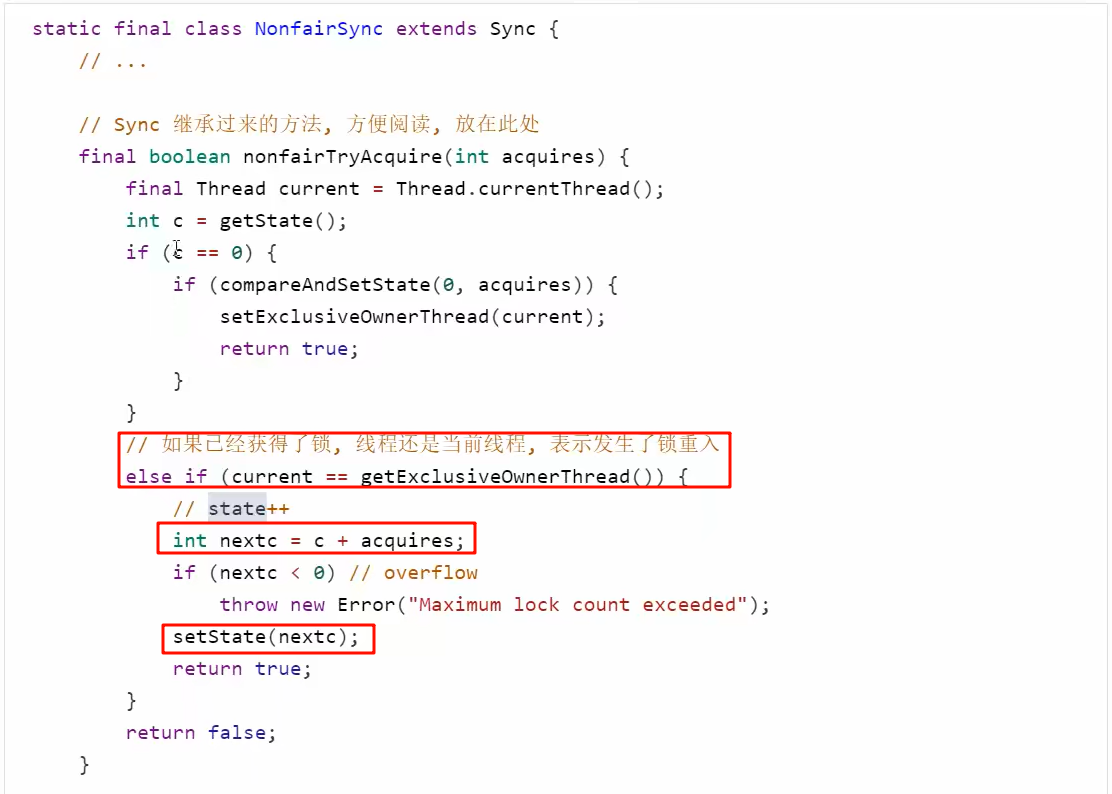 static final class NonfairSync extends Sync {
    // ...

    // Sync 继承过来的方法, 方便阅读, 放在此处
    final boolean nonfairTryAcquire(int acquires) {
        final Thread current = Thread.currentThread();
        int c = getState();
        if (c == 0) {
            if (compareAndSetState(0, acquires)) {
                setExclusiveOwnerThread(current);
                return true;
            }
        }
        // 如果已经获得了锁, 线程还是当前线程, 表示发生了锁重入
        else if (current == getExclusiveOwnerThread()) {
            // state++
            int nextc = c + acquires;
            if (nextc < 0) // overflow
                throw new Error("Maximum lock count exceeded");
            setState(nextc);
            return true;
        }
        return false;
    }